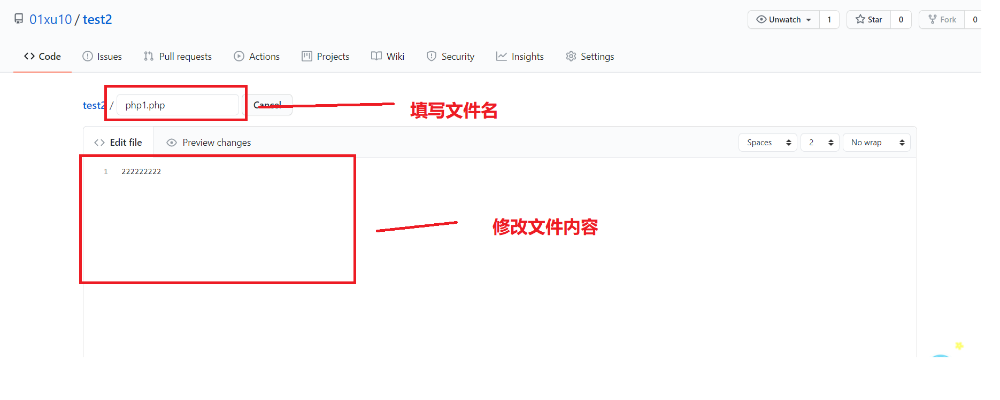 01xu10 / test2
Unwatch 1 Star 0 Fork 0
Code Issues Pull requests Actions Projects Wiki Security Insights Settings
test2 / php1.php Cancel
填写文件名
Edit file Preview changes Spaces 2 No wrap
1 222222222
修改文件内容